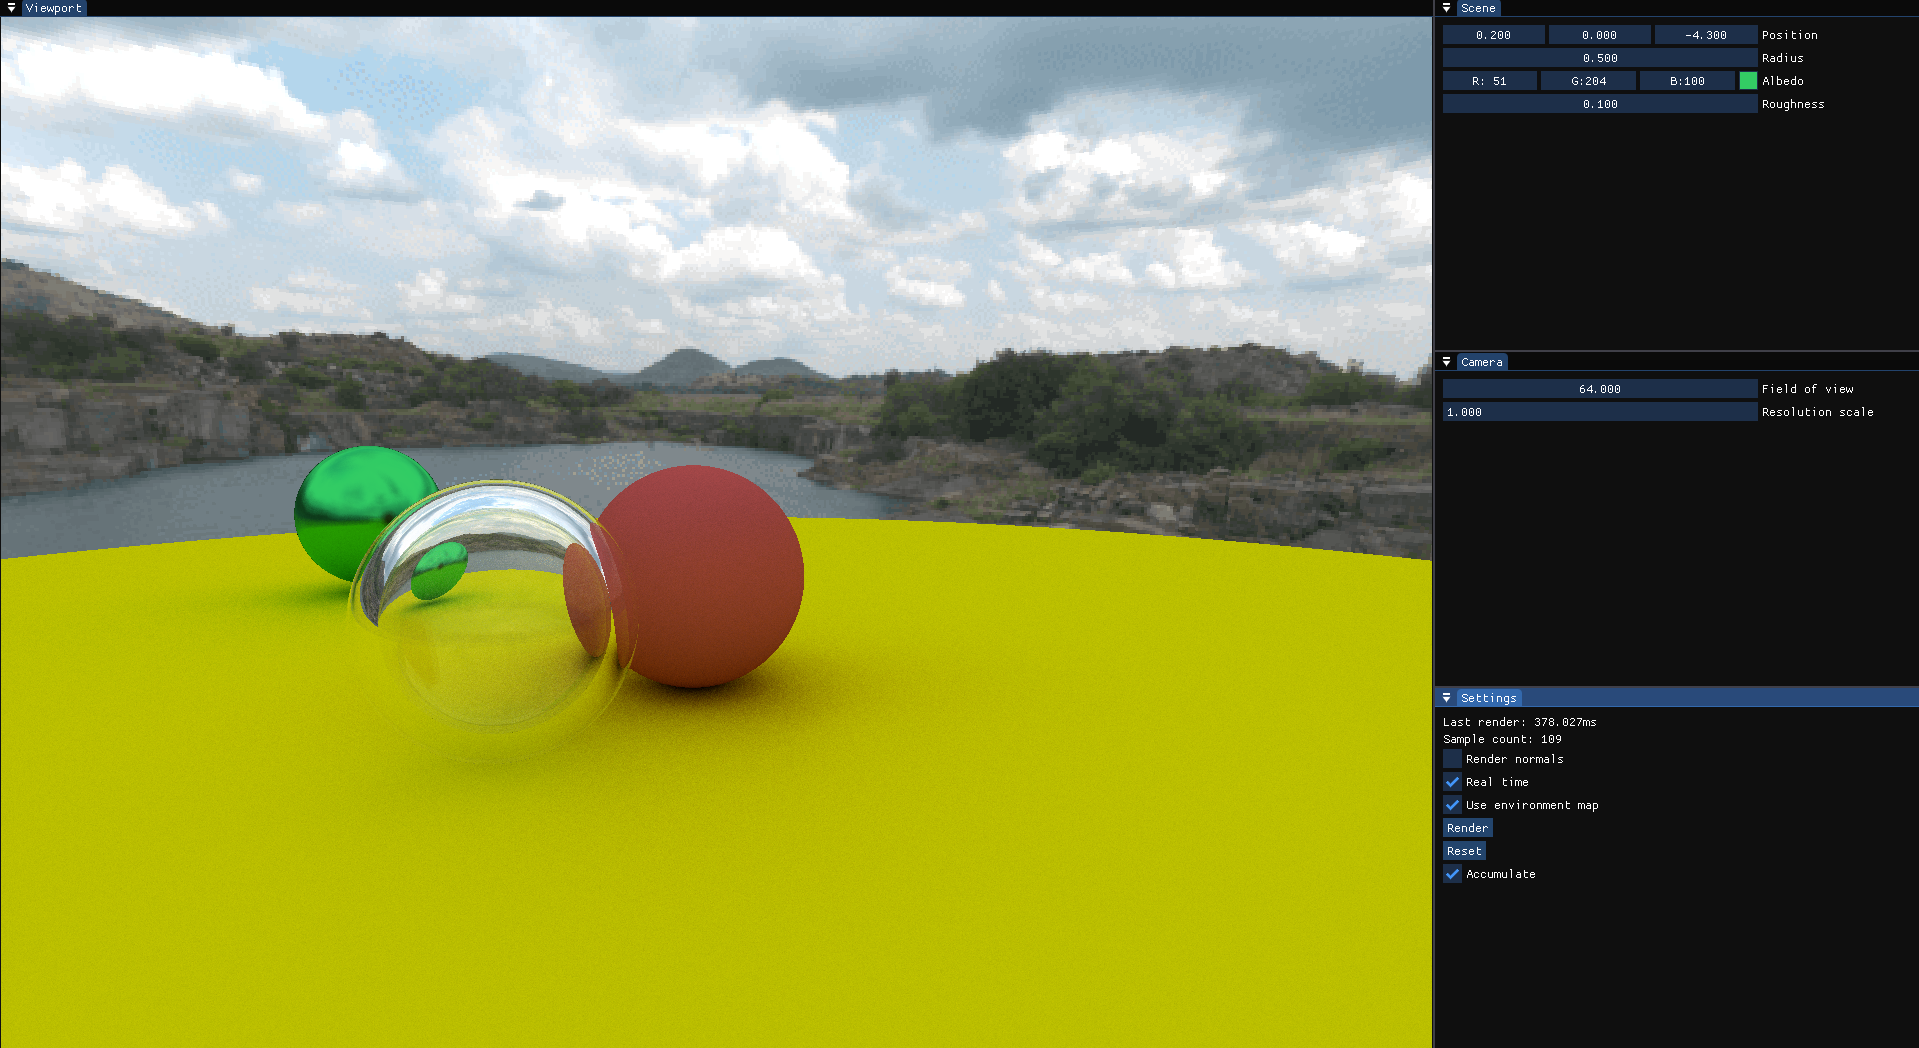 Viewport
Scene
0.200 0.000 -4.300 Position
0.500 Radius
R: 51 G:204 B:100 Albedo
0.100 Roughness
Camera
64.000 Field of view
1.000 Resolution scale
Settings
Last render: 378.027ms
Sample count: 109
Render normals
Real time
Use environment map
Render
Reset
Accumulate